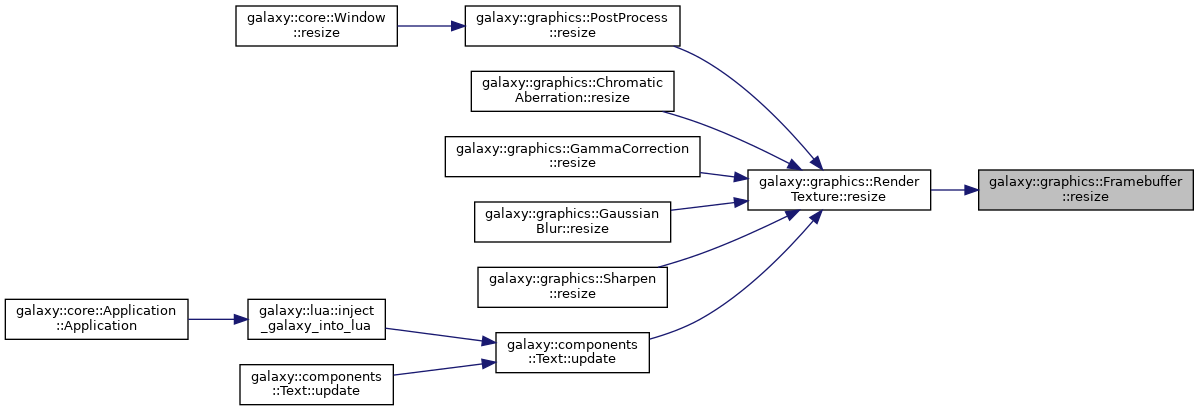 galaxy::core::Window
::resize
galaxy::graphics::PostProcess
::resize
galaxy::graphics::Chromatic
Aberration::resize
galaxy::graphics::GammaCorrection
::resize
galaxy::graphics::Render
Texture::resize
galaxy::graphics::Framebuffer
::resize
galaxy::graphics::Gaussian
Blur::resize
galaxy::graphics::Sharpen
::resize
galaxy::core::Application
::Application
galaxy::lua::inject
_galaxy_into_lua
galaxy::components
::Text::update
galaxy::components
::Text::update